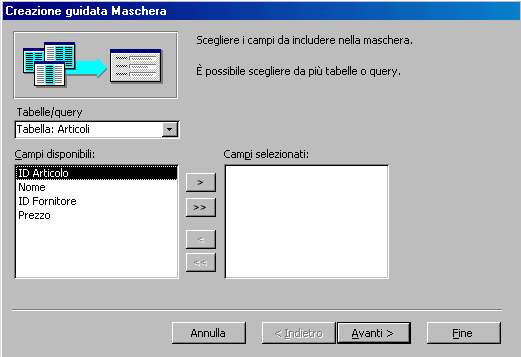 Creazione guidata Maschera
Scegliere i campi da includere nella maschera.
È possibile scegliere da più tabelle o query.
Tabelle/query
Tabella: Articoli
Campi disponibili:
Campi selezionati:
ID Articolo
Nome
ID Fornitore
Prezzo
>
>>
<
<<
Annulla
< Indietro
Avanti >
Fine